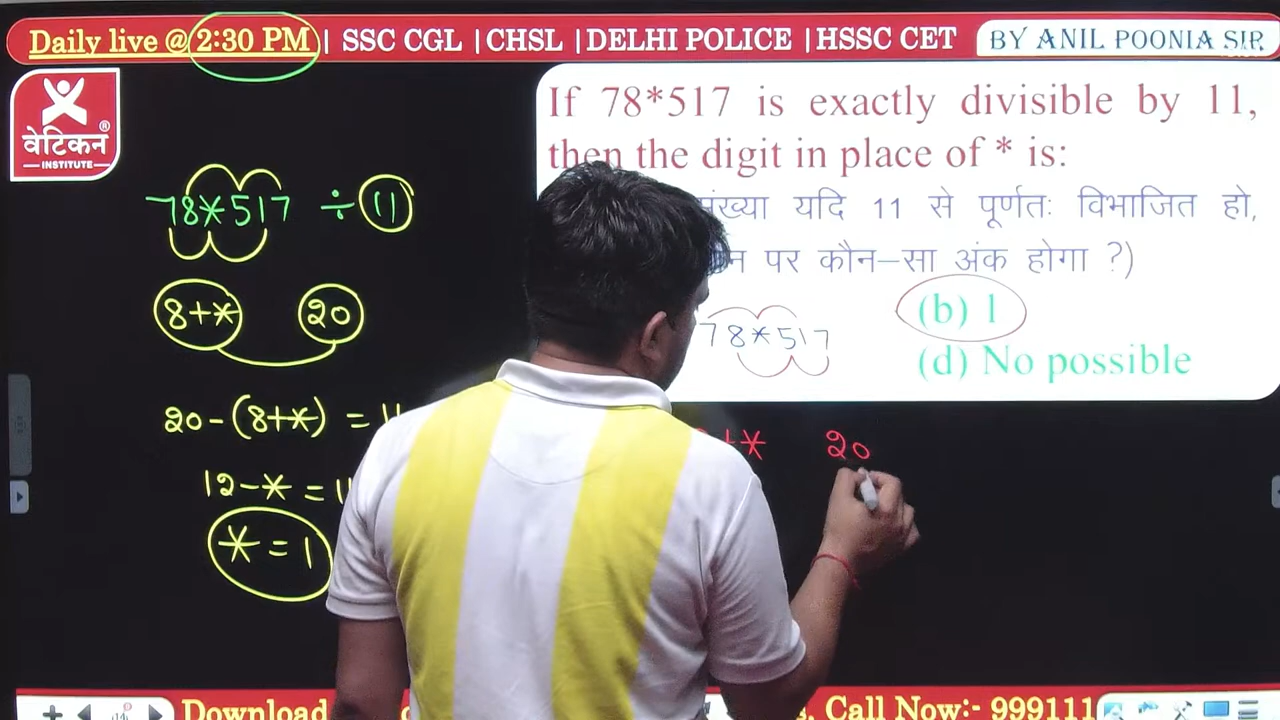 Daily live @ 2:30 PM | SSC CGL | CHSL | DELHI POLICE | HSSC CET
BY ANIL POONIA SIR
वेटिकन®
INSTITUTE
78*517 ÷ 11
8+* 20
20-(8+*) =
12-* =
* = 1
If 78*517 is exactly divisible by 11,
then the digit in place of * is:
संख्या यदि 11 से पूर्णतः विभाजित हो,
पर कौन–सा अंक होगा ?)
(b) 1
78*517
(d) No possible
+* 20
Download
Call Now:- 999111